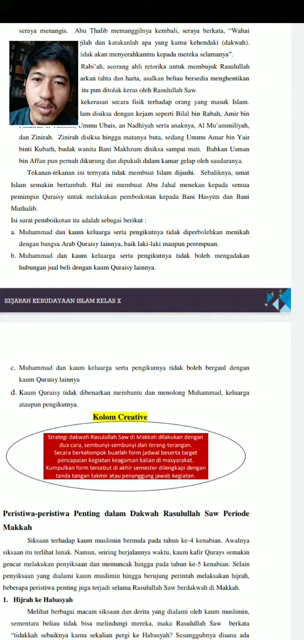 seraya menangis. Abu Thalib memanggilnya kembali, seraya berkata, “Wahai
jilah dan katakanlah apa yang kamu kehendaki (dakwah).
tidak akan menyerahkanmu kepada mereka selamanya”.
Rabi’ah, seorang ahli retorika untuk membujuk Rasulullah
arkan tahta dan harta, asalkan beliau bersedia menghentikan
itu pun ditolak keras oleh Rasulullah Saw.
kekerasan secara fisik terhadap orang yang masuk Islam.
lam disiksa dengan kejam seperti Bilal bin Rabah, Amir bin
Ummu Ubais, an Nadhiyah serta anaknya, Al Mu’ammiliyah,
dan Zinirah. Zinirah disiksa hingga matanya buta, sedang Ummu Amar bin Yair
binti Kubath, budak wanita Bani Makhrum disiksa sampai mati. Bahkan Usman
bin Affan pun pernah dikurung dan dipukuli dalam kamar gelap oleh saudaranya.
Tekanan-tekanan ini ternyata tidak membuat Islam dijauhi. Sebaliknya, umat
Islam semakin bertambah. Hal ini membuat Abu Jahal menekan kepada semua
pemimpin Quraisy untuk melakukan pemboikotan kepada Bani Hasyim dan Bani
Muthalib.
Isi surat pemboikotan itu adalah sebagai berikut :
a. Muhammad dan kaum keluarga serta pengikutnya tidak diperbolehkan menikah
dengan bangsa Arab Quraisy lainnya, baik laki-laki maupun perempuan.
b. Muhammad dan kaum keluarga serta pengikutnya tidak boleh mengadakan
hubungan jual beli dengan kaum Quraisy lainnya.
SEJARAH KEBUDAYAAN ISLAM KELAS X
c. Muhammad dan kaum keluarga serta pengikutnya tidak boleh bergaul dengan
kaum Quraisy lainnya
d. Kaum Quraisy tidak dibenarkan membantu dan menolong Muhammad, keluarga
ataupun pengikutnya.
Kolom Creative
Strategi dakwah Rasulullah Saw di Makkah dilakukan dengan
dua cara, sembunyi-sembunyi dan terang-terangan.
Secara berkelompok buatlah form jadwal beserta target
pencapaian kegiatan keagamaan kalian di masyarakat.
Kumpulkan form tersebut di akhir semester dilengkapi dengan
tanda tangan takmir atau penanggung jawab kegiatan.
Peristiwa-peristiwa Penting dalam Dakwah Rasulullah Saw Periode
Makkah
Siksaan terhadap kaum muslimin bermula pada tahun ke-4 kenabian. Awalnya
siksaan itu terlihat lunak. Namun, seiring berjalannya waktu, kaum kafir Qurays semakin
gencar melakukan penyiksaan dan memuncak hingga pada tahun ke-5 kenabian. Selain
penyiksaan yang dialami kaum muslimin hingga berujung perintah melaksakan hijrah,
beberapa peristiwa penting juga terjadi selama Rasulullah Saw berdakwah di Makkah.
1. Hijrah ke Habasyah
Melihat berbagai macam siksaan dan derita yang dialami oleh kaum muslimin,
sementara beliau tidak bisa melindungi mereka, maka Rasulullah Saw berkata
“tidakkah sebaiknya kamu sekalian pergi ke Habasyah? Sesungguhnya disana ada